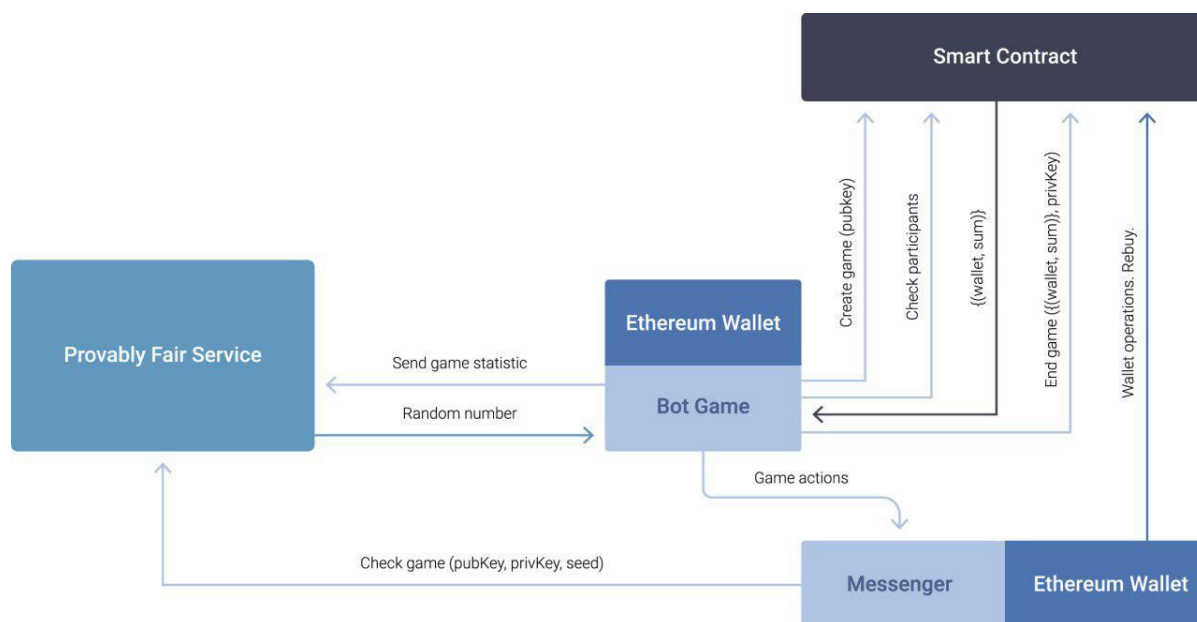 Smart Contract
Create game (pubkey)
Check participants
{(wallet, sum)}
End game ({(wallet, sum)}, privKey)
Wallet operations. Rebuy.
Provably Fair Service
Ethereum Wallet
Send game statistic
Bot Game
Random number
Game actions
Check game (pubKey, privKey, seed)
Messenger
Ethereum Wallet